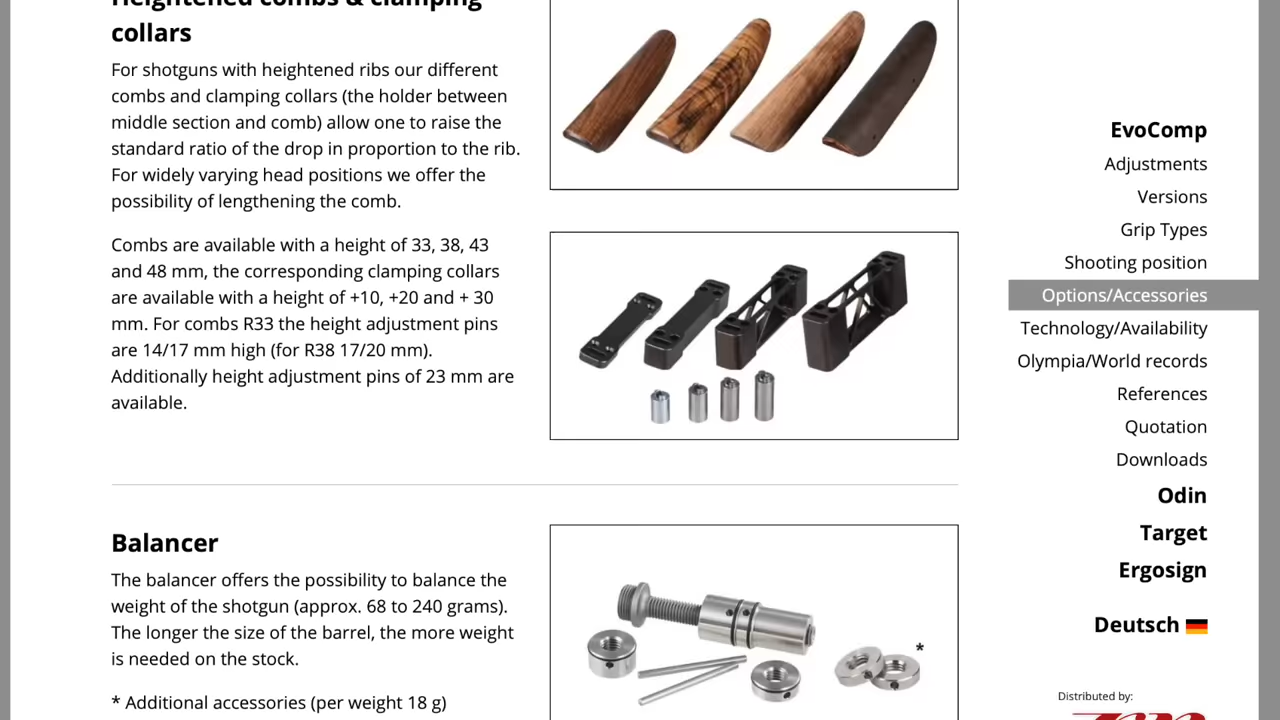 Heightened combs & clamping
collars
For shotguns with heightened ribs our different
combs and clamping collars (the holder between
middle section and comb) allow one to raise the
standard ratio of the drop in proportion to the rib.
For widely varying head positions we offer the
possibility of lengthening the comb.
Combs are available with a height of 33, 38, 43
and 48 mm, the corresponding clamping collars
are available with a height of +10, +20 and + 30
mm. For combs R33 the height adjustment pins
are 14/17 mm high (for R38 17/20 mm).
Additionally height adjustment pins of 23 mm are
available.
Balancer
The balancer offers the possibility to balance the
weight of the shotgun (approx. 68 to 240 grams).
The longer the size of the barrel, the more weight
is needed on the stock.
* Additional accessories (per weight 18 g)
*
EvoComp
Adjustments
Versions
Grip Types
Shooting position
Options/Accessories
Technology/Availability
Olympia/World records
References
Quotation
Downloads
Odin
Target
Ergosign
Deutsch
Distributed by: